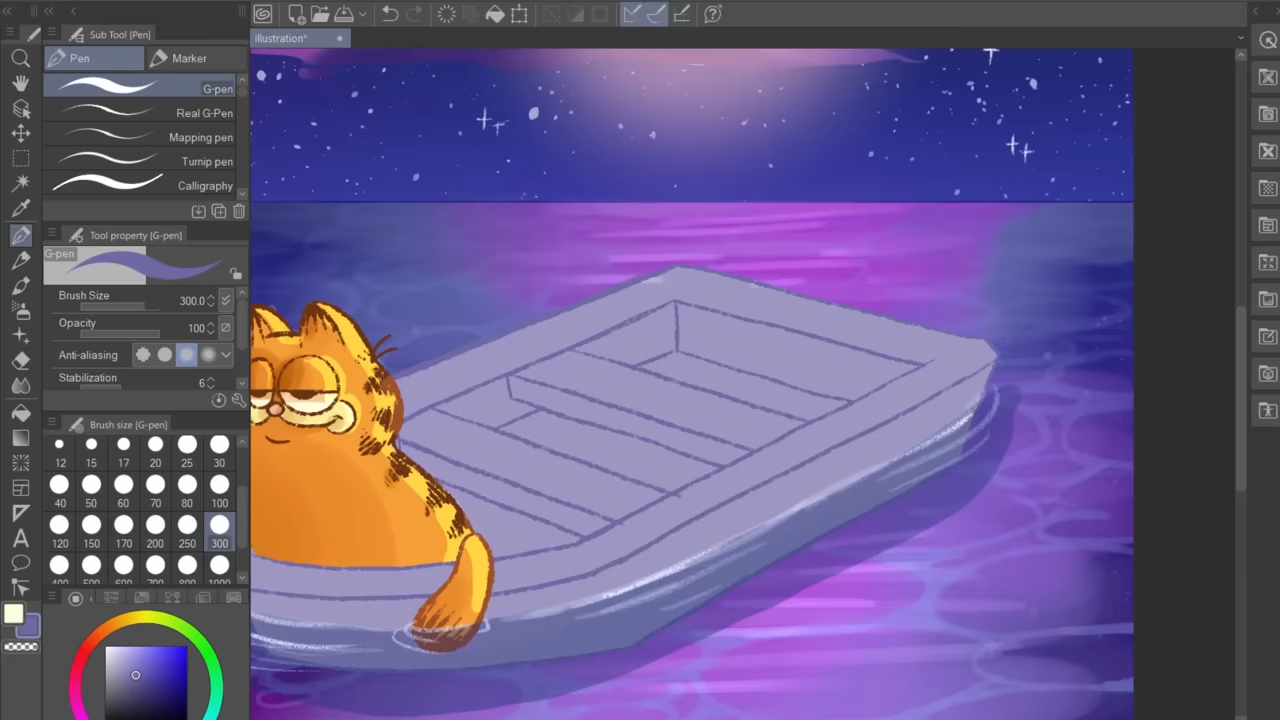 Sub Tool [Pen]
Illustration*
Pen
Marker
G-pen
Real G-Pen
Mapping pen
Turnip pen
Calligraphy
Tool property [G-pen]
G-pen
Brush Size 300.0
Opacity 100
Anti-aliasing
Stabilization 6
Brush size [G-pen]
12 15 17 20 25 30
40 50 60 70 80 100
120 150 170 200 250 300